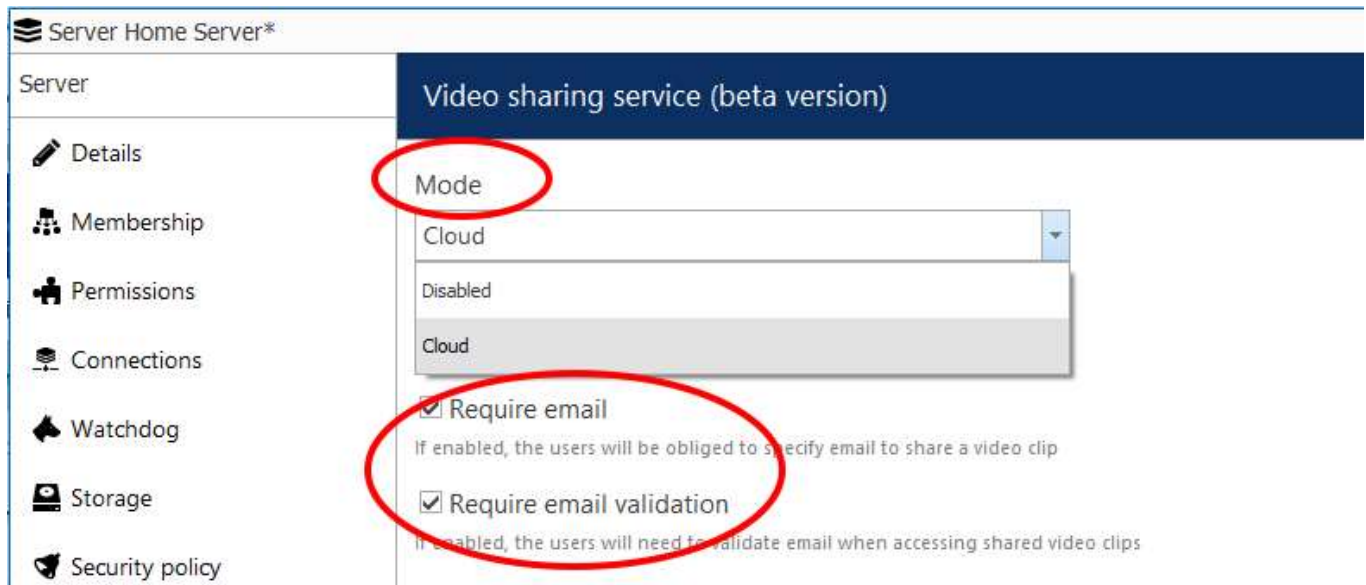 Server Home Server*
Server
Details
Membership
Permissions
Connections
Watchdog
Storage
Security policy
Video sharing service (beta version)
Mode
Cloud
Disabled
Cloud
Require email
If enabled, the users will be obliged to specify email to share a video clip
Require email validation
If enabled, the users will need to validate email when accessing shared video clips